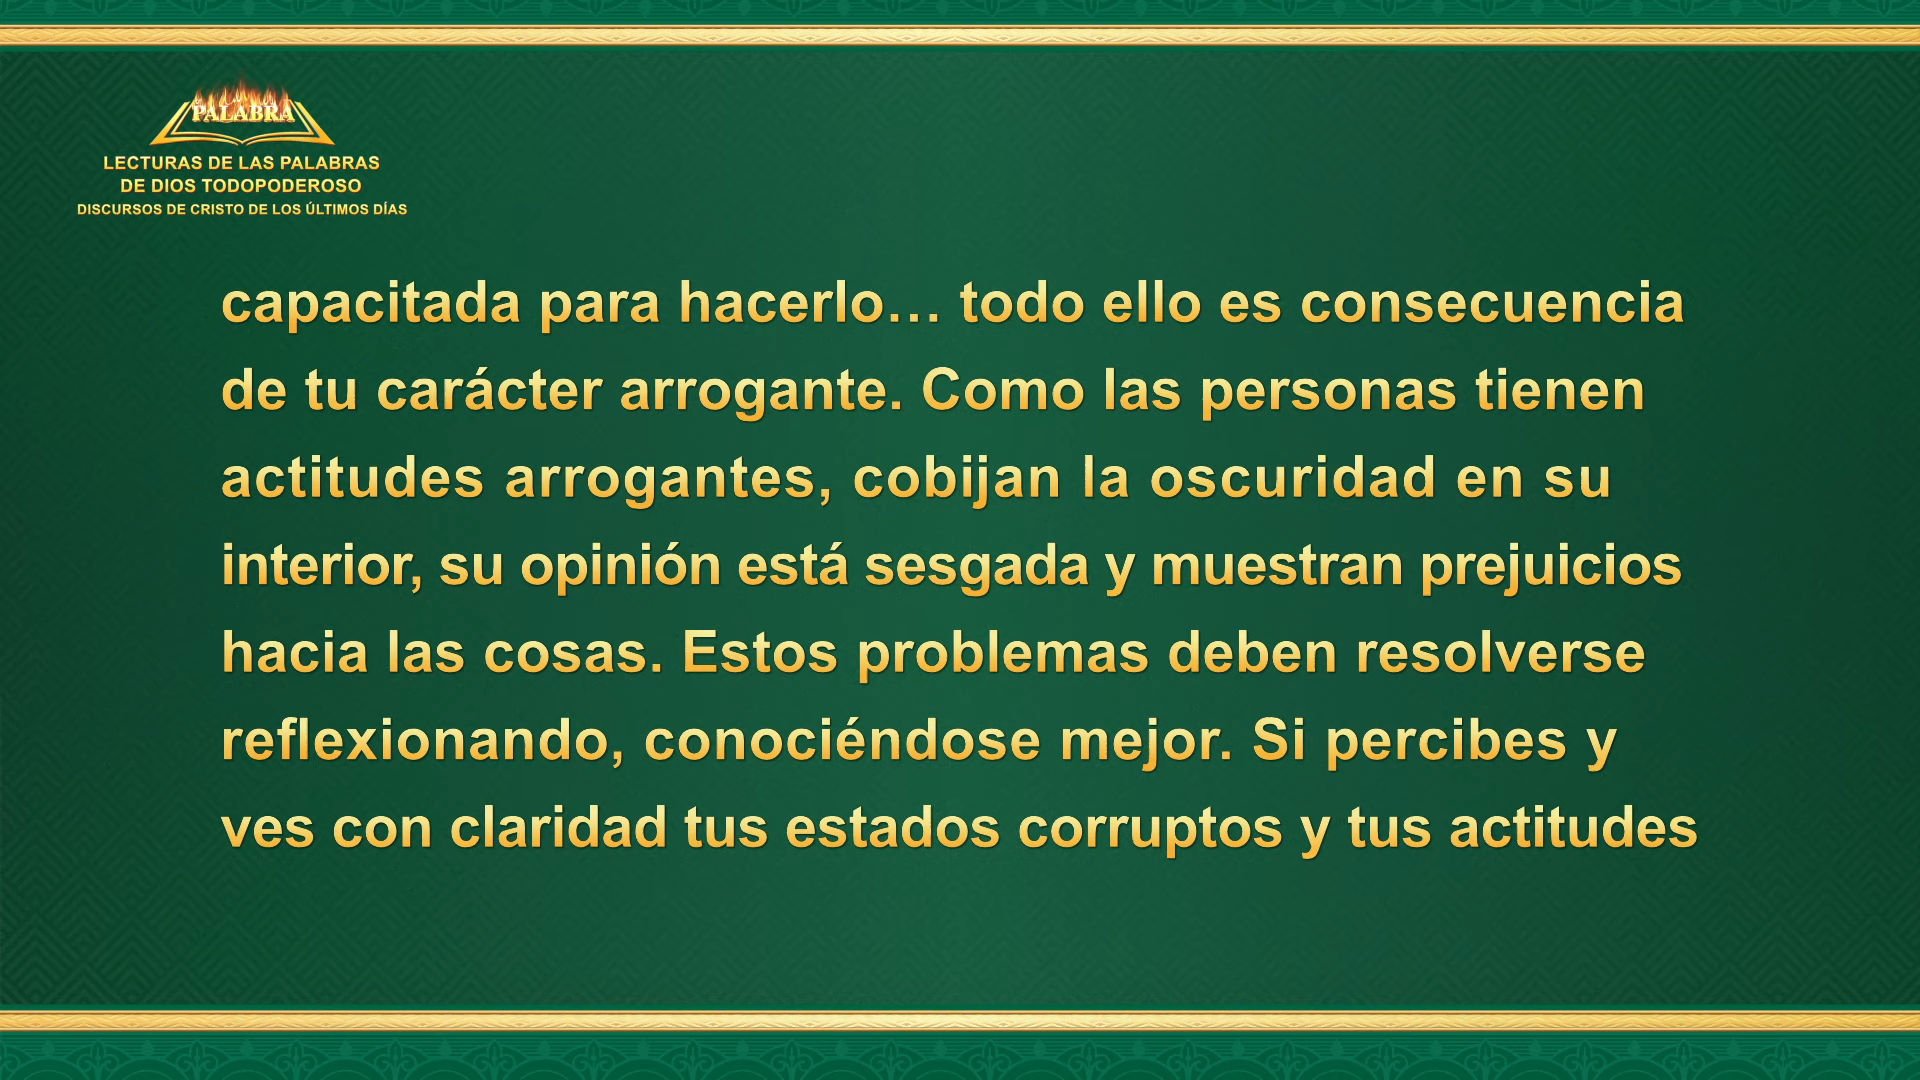 PALABRA
LECTURAS DE LAS PALABRAS
DE DIOS TODOPODEROSO
DISCURSOS DE CRISTO DE LOS ÚLTIMOS DÍAS
capacitada para hacerlo… todo ello es consecuencia
de tu carácter arrogante. Como las personas tienen
actitudes arrogantes, cobijan la oscuridad en su
interior, su opinión está sesgada y muestran prejuicios
hacia las cosas. Estos problemas deben resolverse
reflexionando, conociéndose mejor. Si percibes y
ves con claridad tus estados corruptos y tus actitudes